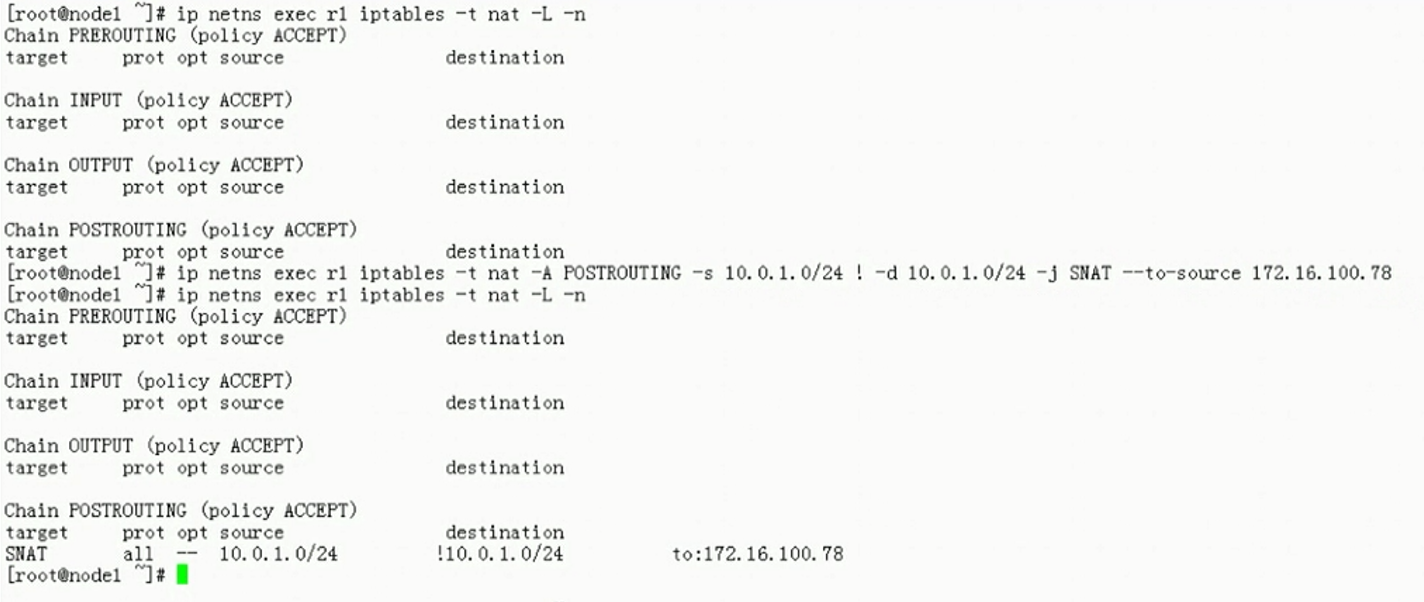 [root@node1 ~]# ip netns exec r1 iptables -t nat -L -n
Chain PREROUTING (policy ACCEPT)
target     prot opt source               destination
Chain INPUT (policy ACCEPT)
target     prot opt source               destination
Chain OUTPUT (policy ACCEPT)
target     prot opt source               destination
Chain POSTROUTING (policy ACCEPT)
target     prot opt source               destination
[root@node1 ~]# ip netns exec r1 iptables -t nat -A POSTROUTING -s 10.0.1.0/24 ! -d 10.0.1.0/24 -j SNAT --to-source 172.16.100.78
[root@node1 ~]# ip netns exec r1 iptables -t nat -L -n
Chain PREROUTING (policy ACCEPT)
target     prot opt source               destination
Chain INPUT (policy ACCEPT)
target     prot opt source               destination
Chain OUTPUT (policy ACCEPT)
target     prot opt source               destination
Chain POSTROUTING (policy ACCEPT)
target     prot opt source               destination
SNAT       all  --  10.0.1.0/24         !10.0.1.0/24          to:172.16.100.78
[root@node1 ~]#